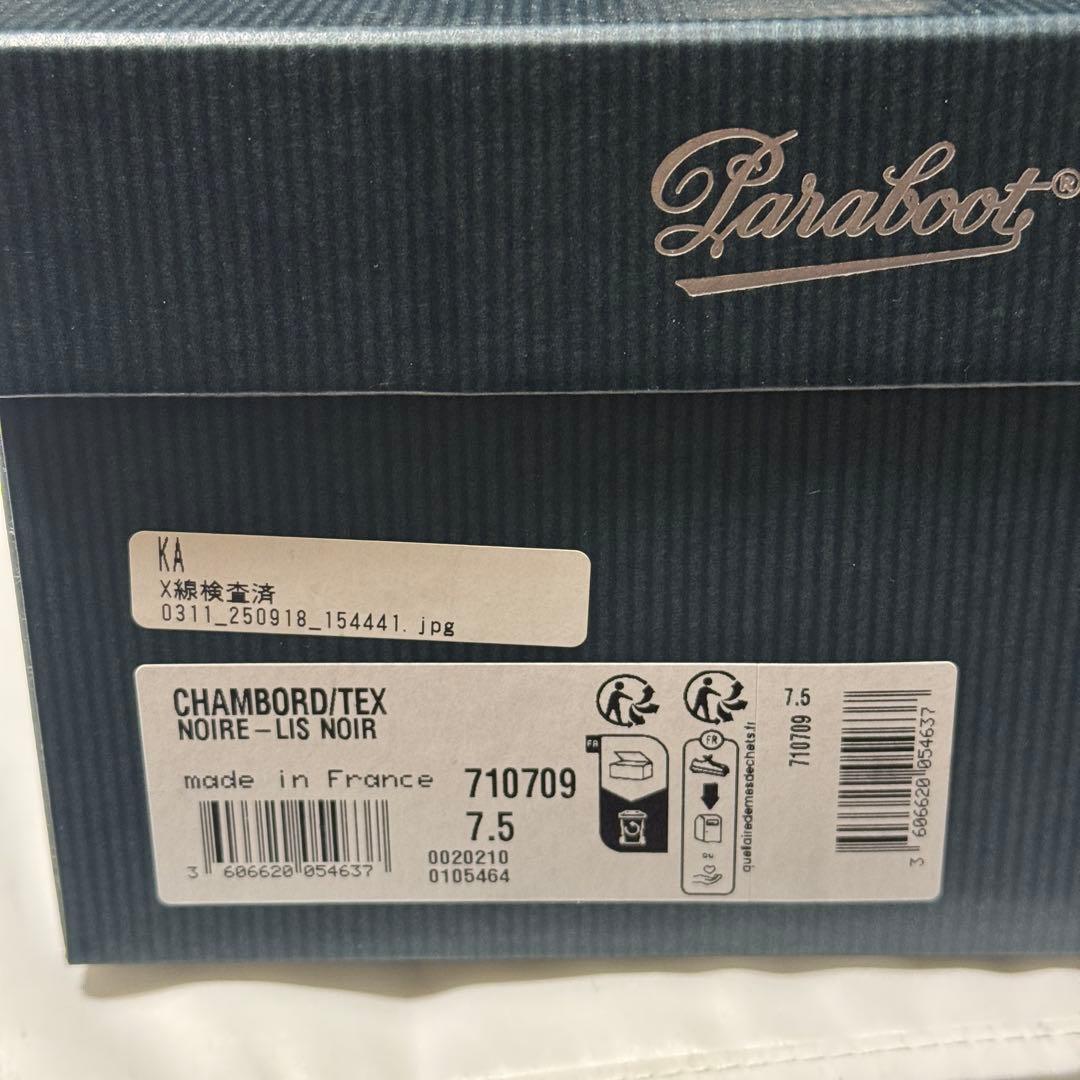 Paraboot®
KA
X線検査済
0311_250918_154441.jpg
CHAMBORD/TEX
NOIRE-LIS NOIR
made in France
710709
7.5
3 606620 054637
0020210
0105464
FR
quefairedemesdechets.fr
7.5
710709
3 606620 054637